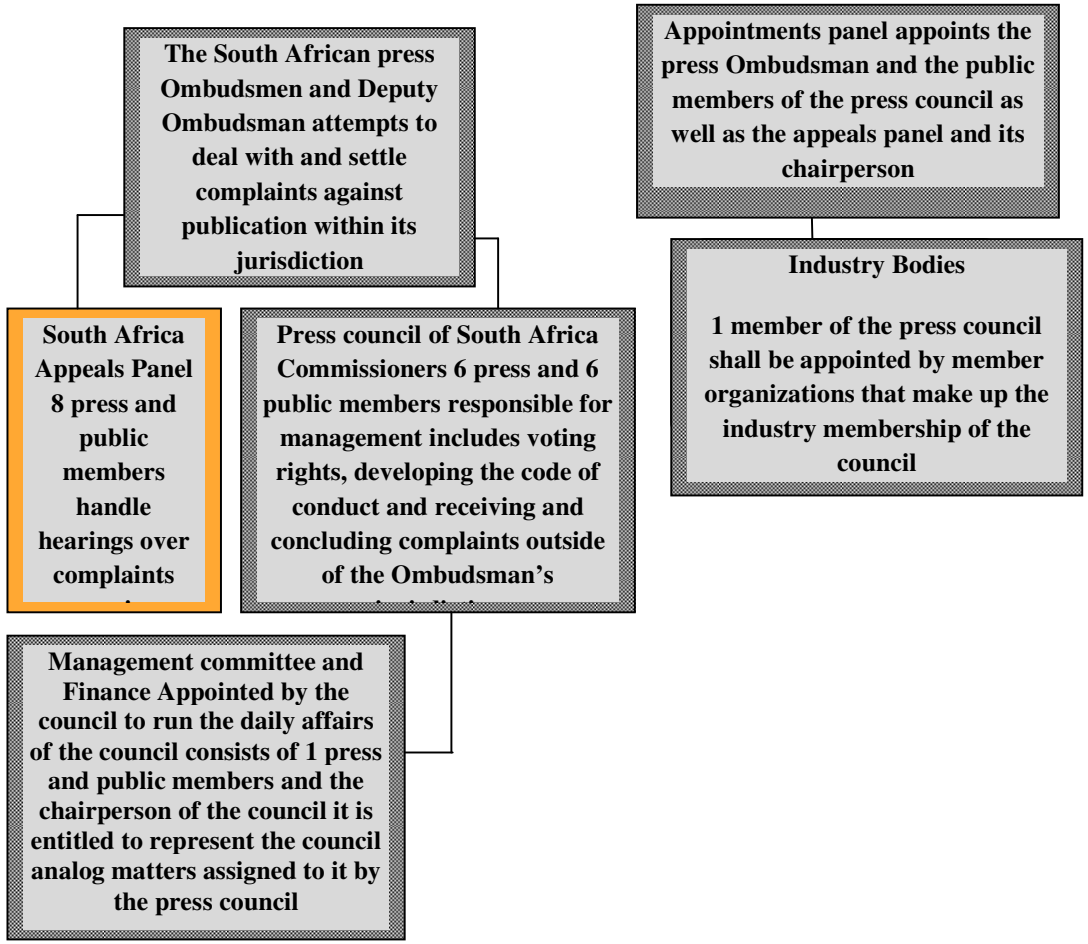 The South African press
Ombudsmen and Deputy
Ombudsman attempts to
deal with and settle
complaints against
publication within its
jurisdiction
Appointments panel appoints the
press Ombudsman and the public
members of the press council as
well as the appeals panel and its
chairperson
Industry Bodies
1 member of the press council
shall be appointed by member
organizations that make up the
industry membership of the
council
South Africa
Appeals Panel
8 press and
public
members
handle
hearings over
complaints
Press council of South Africa
Commissioners 6 press and 6
public members responsible for
management includes voting
rights, developing the code of
conduct and receiving and
concluding complaints outside
of the Ombudsman’s
Management committee and
Finance Appointed by the
council to run the daily affairs
of the council consists of 1 press
and public members and the
chairperson of the council it is
entitled to represent the council
analog matters assigned to it by
the press council